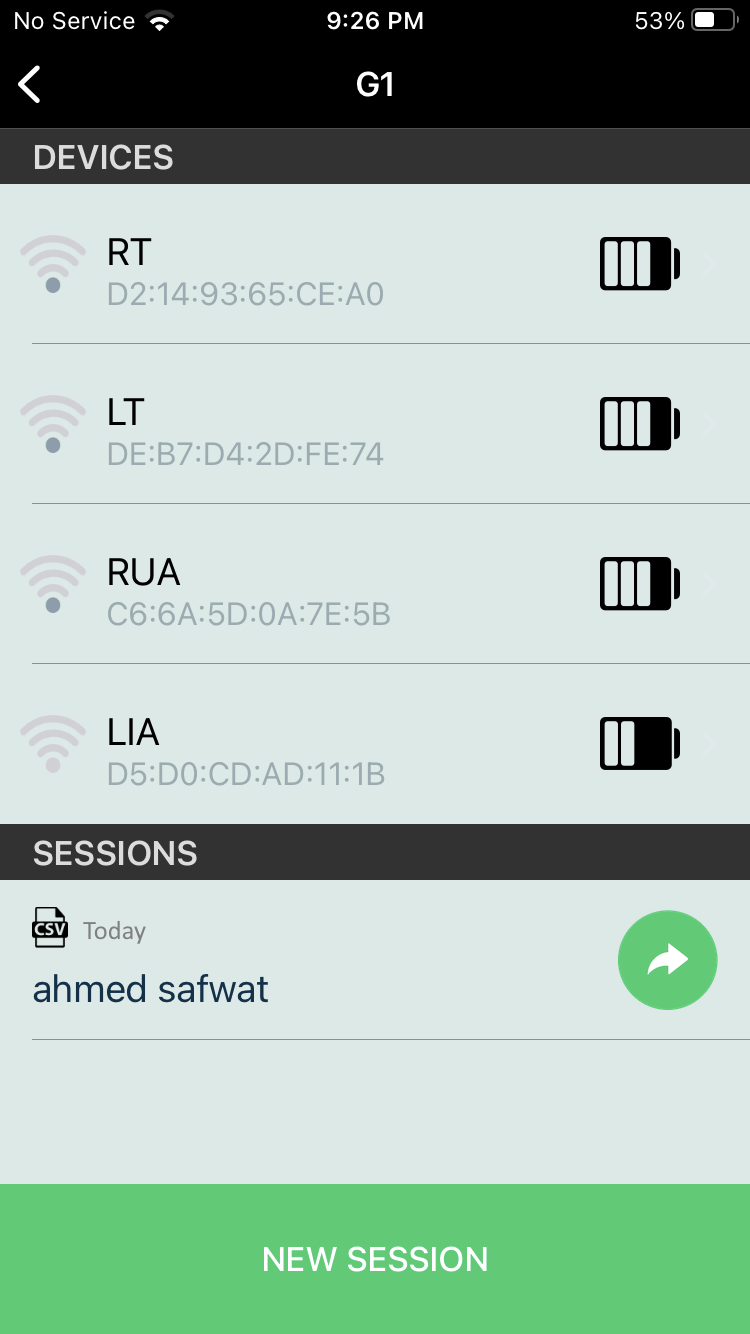 No Service 9:26 PM 53%
G1
DEVICES
RT
D2:14:93:65:CE:A0
LT
DE:B7:D4:2D:FE:74
RUA
C6:6A:5D:0A:7E:5B
LIA
D5:D0:CD:AD:11:1B
SESSIONS
CSV Today
ahmed safwat
NEW SESSION